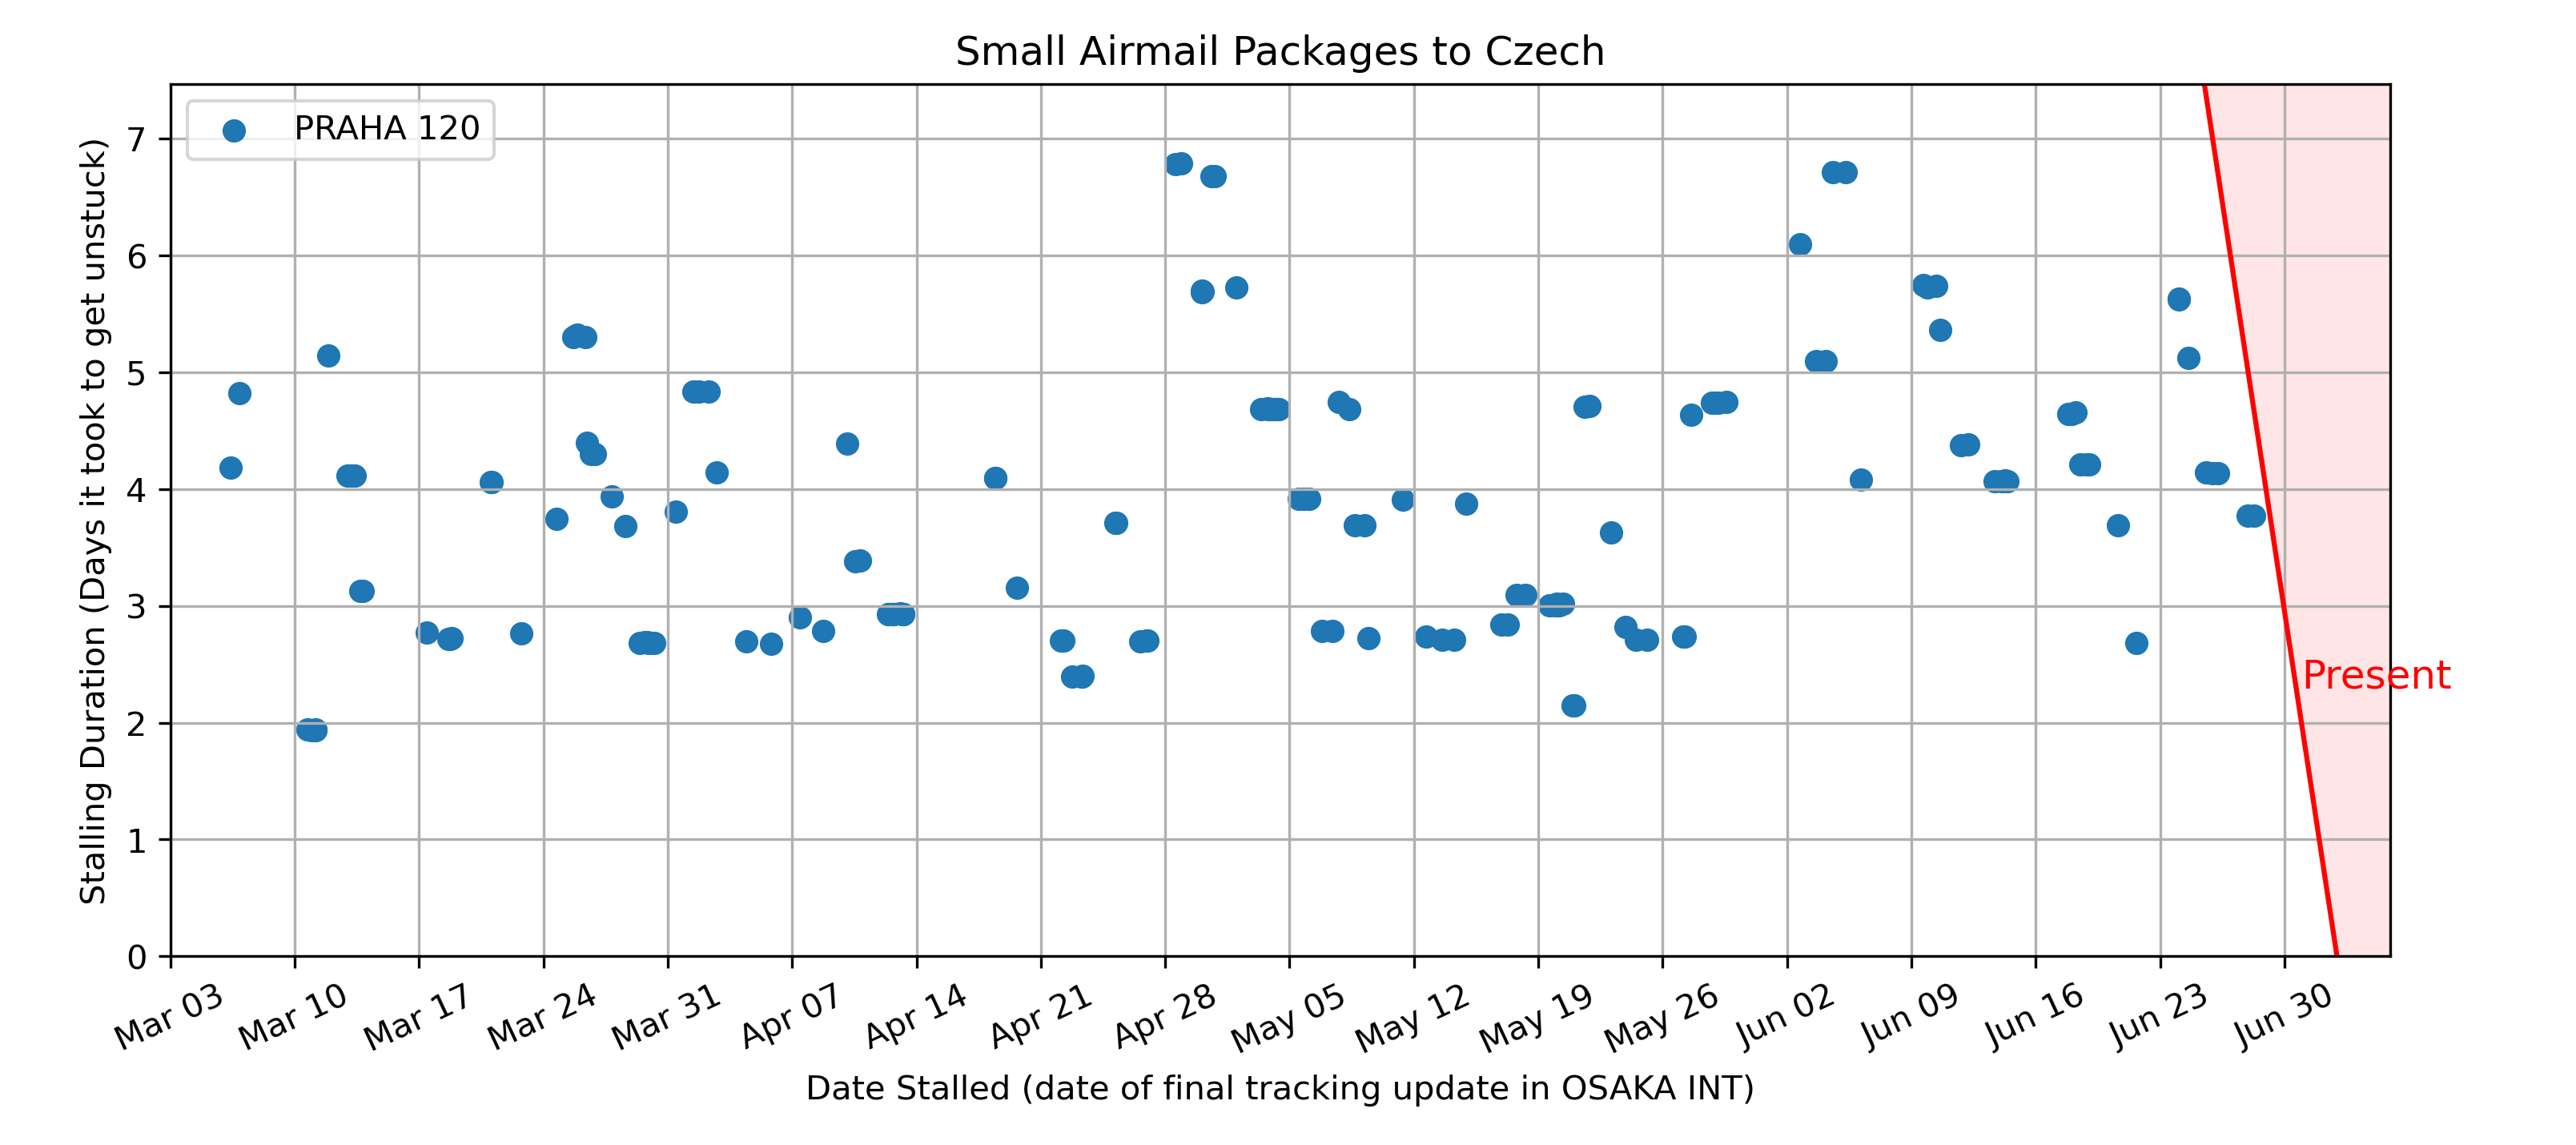 Small Airmail Packages to Czech
PRAHA 120
Stalling Duration (Days it took to get unstuck)
7
6
5
4
3
2
1
0
Present
Mar 03
Mar 10
Mar 17
Mar 24
Mar 31
Apr 07
Apr 14
Apr 21
Apr 28
May 05
May 12
May 19
May 26
Jun 02
Jun 09
Jun 16
Jun 23
Jun 30
Date Stalled (date of final tracking update in OSAKA INT)